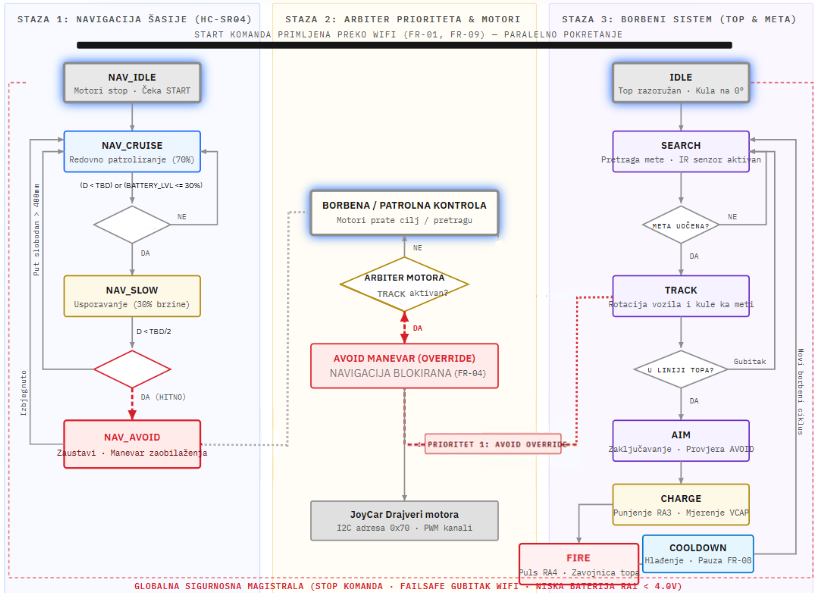 STAZA 1: NAVIGACIJA ŠASIJE (HC-SR04)
STAZA 2: ARBITER PRIORITETA & MOTORI
STAZA 3: BORBENI SISTEM (TOP & META)
START KOMANDA PRIMLJENA PREKO WIFI (FR-01, FR-09) — PARALELNO POKRETANJE
NAV_IDLE
Motori stop · Čeka START
NAV_CRUISE
Redovno patroliranje (70%)
(D < TBD) or (BATTERY_LVL <= 30%)
NE
DA
Put slobodan > 400mm
NAV_SLOW
Usporavanje (30% brzine)
D < TBD/2
DA (HITNO)
Izbjegnuto
NAV_AVOID
Zaustavi · Manevar zaobilaženja
BORBENA / PATROLNA KONTROLA
Motori prate cilj / pretragu
NE
ARBITER MOTORA
TRACK aktivan?
DA
AVOID MANEVAR (OVERRIDE)
NAVIGACIJA BLOKIRANA (FR-04)
PRIORITET 1: AVOID OVERRIDE
JoyCar Drajveri motora
I2C adresa 0x70 · PWM kanali
IDLE
Top razoružan · Kula na 0°
SEARCH
Pretraga mete · IR senzor aktivan
META UOČENA?
NE
DA
TRACK
Rotacija vozila i kule ka meti
U LINIJI TOPA?
Gubitak
DA
Novi borbeni ciklus
AIM
Zaključavanje · Provjera AVOID
CHARGE
Punjenje RA3 · Mjerenje VCAP
FIRE
Puls RA4 · Zavojnica topa
COOLDOWN
Hlađenje · Pauza FR-08
GLOBALNA SIGURNOSNA MAGISTRALA (STOP KOMANDA · FAILSAFE GUBITAK WIFI · NISKA BATERIJA RA1 < 4.0V)